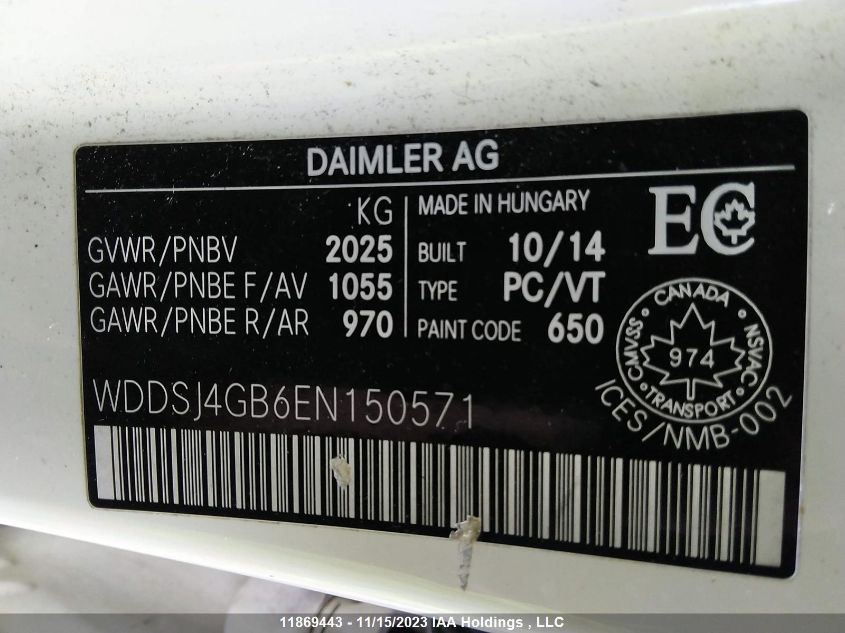 DAIMLER AG
KG
GVWR/PNBV 2025
GAWR/PNBE F/AV 1055
GAWR/PNBE R/AR 970
MADE IN HUNGARY
BUILT 10/14
TYPE PC/VT
PAINT CODE 650
EC
CANADA
CMVSS NSVAC
974
TRANSPORT
ICES/NMB-002
WDDSJ4GB6EN150571
11869443 - 11/15/2023 IAA Holdings , LLC